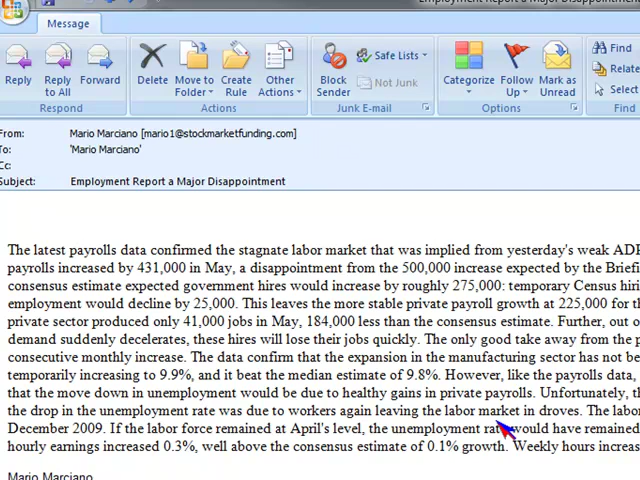 Employment Report a Major Disappointment
Message
Reply
Reply to All
Forward
Delete
Move to Folder
Create Rule
Other Actions
Block Sender
Safe Lists
Not Junk
Categorize
Follow Up
Mark as Unread
Find
Relate
Select
Respond
Actions
Junk E-mail
Options
From: Mario Marciano [mario1@stockmarketfunding.com]
To: 'Mario Marciano'
Cc:
Subject: Employment Report a Major Disappointment
The latest payrolls data confirmed the stagnate labor market that was implied from yesterday's weak ADP
payrolls increased by 431,000 in May, a disappointment from the 500,000 increase expected by the Briefi
consensus estimate expected government hires would increase by roughly 275,000: temporary Census hiri
employment would decline by 25,000. This leaves the more stable private payroll growth at 225,000 for th
private sector produced only 41,000 jobs in May, 184,000 less than the consensus estimate. Further, out o
demand suddenly decelerates, these hires will lose their jobs quickly. The only good take away from the p
consecutive monthly increase. The data confirm that the expansion in the manufacturing sector has not be
temporarily increasing to 9.9%, and it beat the median estimate of 9.8%. However, like the payrolls data,
that the move down in unemployment would be due to healthy gains in private payrolls. Unfortunately, th
the drop in the unemployment rate was due to workers again leaving the labor market in droves. The labo
December 2009. If the labor force remained at April's level, the unemployment rate would have remained
hourly earnings increased 0.3%, well above the consensus estimate of 0.1% growth. Weekly hours increas
Mario Marciano